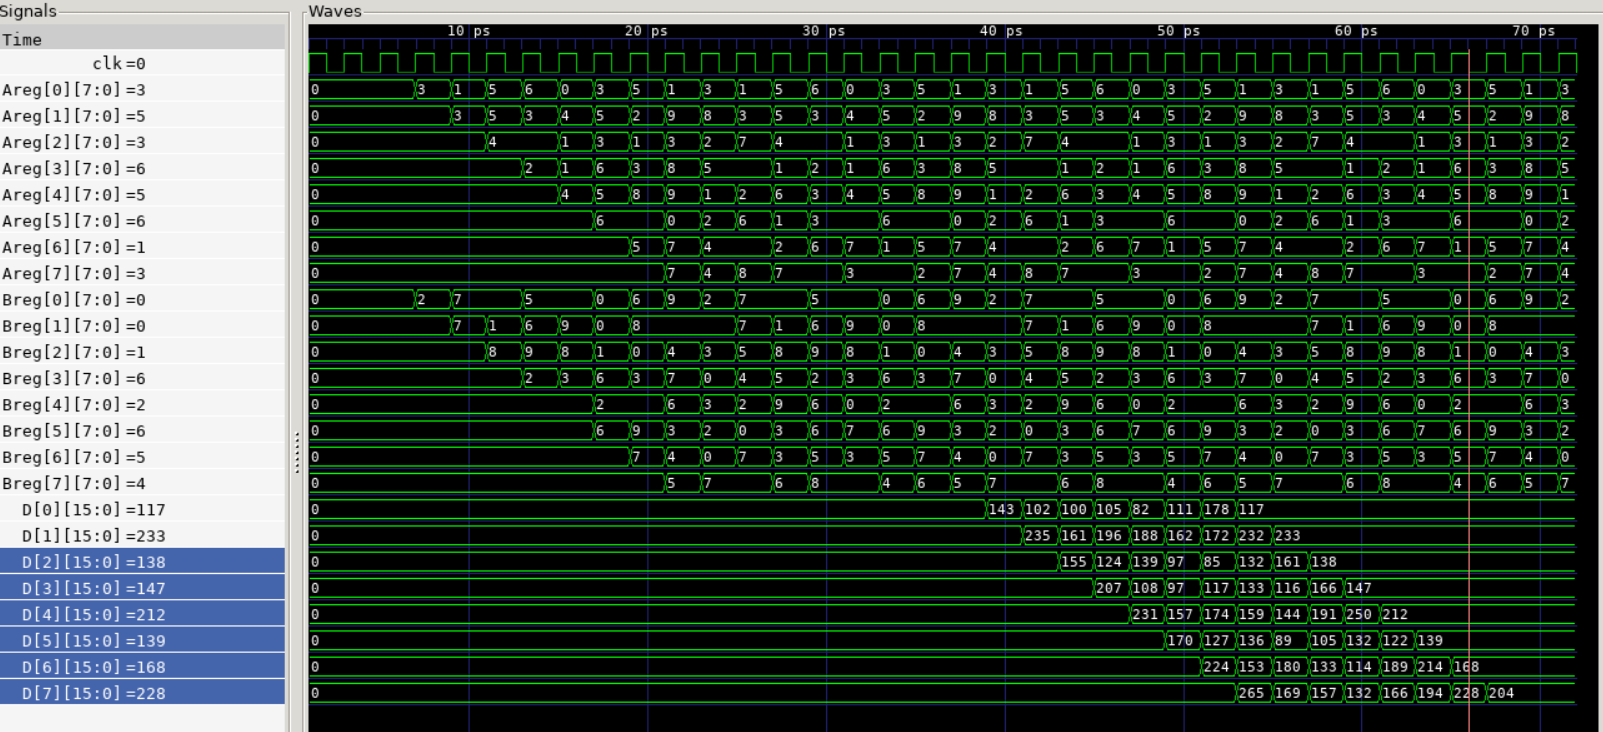 Signals Waves
Time 10 ps 20 ps 30 ps 40 ps 50 ps 60 ps 70 ps
clk =0
Areg[0][7:0] =3 0 3 1 5 6 0 3 5 1 3 1 5 6 0 3 5 1 3 1 5 6 0 3 5 1 3 1 5 6 0 3 5 1 3
Areg[1][7:0] =5 0 3 5 3 4 5 2 9 8 3 5 3 4 5 2 9 8 3 5 3 4 5 2 9 8 3 5 3 4 5 2 9 8
Areg[2][7:0] =3 0 4 1 3 1 3 2 7 4 1 3 1 3 2 7 4 1 3 1 3 2 7 4 1 3 1 3 2
Areg[3][7:0] =6 0 2 1 6 3 8 5 1 2 1 6 3 8 5 1 2 1 6 3 8 5 1 2 1 6 3 8 5
Areg[4][7:0] =5 0 4 5 8 9 1 2 6 3 4 5 8 9 1 2 6 3 4 5 8 9 1 2 6 3 4 5 8 9 1
Areg[5][7:0] =6 0 6 0 2 6 1 3 6 0 2 6 1 3 6 0 2 6 1 3 6 0 2
Areg[6][7:0] =1 0 5 7 4 2 6 7 1 5 7 4 2 6 7 1 5 7 4 2 6 7 1 5 7 4
Areg[7][7:0] =3 0 7 4 8 7 3 2 7 4 8 7 3 2 7 4 8 7 3 2 7 4
Breg[0][7:0] =0 0 2 7 5 0 6 9 2 7 5 0 6 9 2 7 5 0 6 9 2 7 5 0 6 9 2
Breg[1][7:0] =0 0 7 1 6 9 0 8 7 1 6 9 0 8 7 1 6 9 0 8 7 1 6 9 0 8
Breg[2][7:0] =1 0 8 9 8 1 0 4 3 5 8 9 8 1 0 4 3 5 8 9 8 1 0 4 3 5 8 9 8 1 0 4 3
Breg[3][7:0] =6 0 2 3 6 3 7 0 4 5 2 3 6 3 7 0 4 5 2 3 6 3 7 0 4 5 2 3 6 3 7 0
Breg[4][7:0] =2 0 2 6 3 2 9 6 0 2 6 3 2 9 6 0 2 6 3 2 9 6 0 2 6 3
Breg[5][7:0] =6 0 6 9 3 2 0 3 6 7 6 9 3 2 0 3 6 7 6 9 3 2 0 3 6 7 6 9 3 2
Breg[6][7:0] =5 0 7 4 0 7 3 5 3 5 7 4 0 7 3 5 3 5 7 4 0 7 3 5 3 5 7 4 0
Breg[7][7:0] =4 0 5 7 6 8 4 6 5 7 6 8 4 6 5 7 6 8 4 6 5 7
D[0][15:0] =117 0 143 102 100 105 82 111 178 117
D[1][15:0] =233 0 235 161 196 188 162 172 232 233
D[2][15:0] =138 0 155 124 139 97 85 132 161 138
D[3][15:0] =147 0 207 108 97 117 133 116 166 147
D[4][15:0] =212 0 231 157 174 159 144 191 250 212
D[5][15:0] =139 0 170 127 136 89 105 132 122 139
D[6][15:0] =168 0 224 153 180 133 114 189 214 168
D[7][15:0] =228 0 265 169 157 132 166 194 228 204